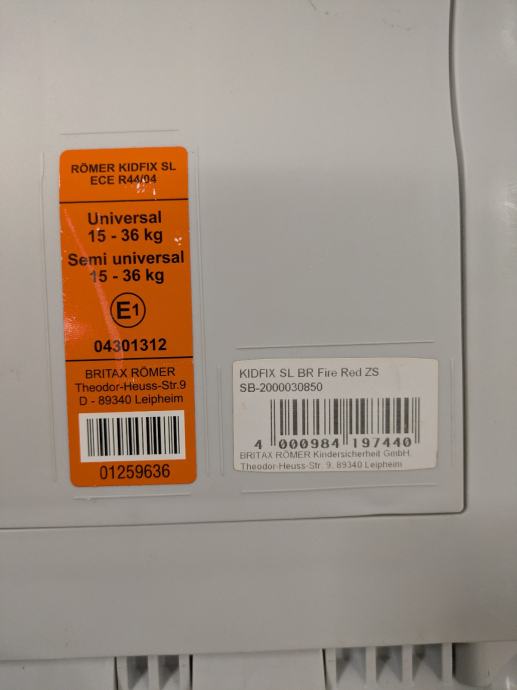 RÖMER KIDFIX SL
ECE R44/04
Universal
15 - 36 kg
Semi universal
15 - 36 kg
E1
04301312
BRITAX RÖMER
Theodor-Heuss-Str.9
D - 89340 Leipheim
01259636
KIDFIX SL BR Fire Red ZS
SB-2000030850
4 000984 197440
BRITAX RÖMER Kindersicherheit GmbH,
Theodor-Heuss-Str. 9, 89340 Leipheim